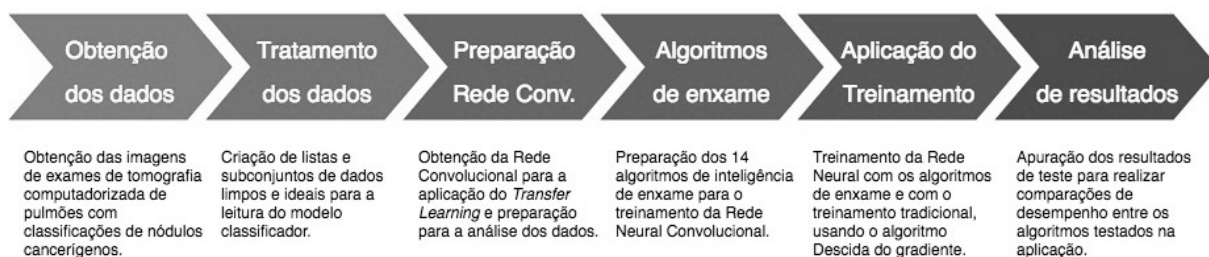 Obtenção
dos dados
Tratamento
dos dados
Preparação
Rede Conv.
Algoritmos
de enxame
Aplicação do
Treinamento
Análise
de resultados
Obtenção das imagens
de exames de tomografia
computadorizada de
pulmões com
classificações de nódulos
cancerígenos.
Criação de listas e
subconjuntos de dados
limpos e ideais para a
leitura do modelo
classificador.
Obtenção da Rede
Convolucional para a
aplicação do Transfer
Learning e preparação
para a análise dos dados.
Preparação dos 14
algoritmos de inteligência
de enxame para o
treinamento da Rede
Neural Convolucional.
Treinamento da Rede
Neural com os algoritmos
de enxame e com o
treinamento tradicional,
usando o algoritmo
Descida do gradiente.
Apuração dos resultados
de teste para realizar
comparações de
desempenho entre os
algoritmos testados na
aplicação.